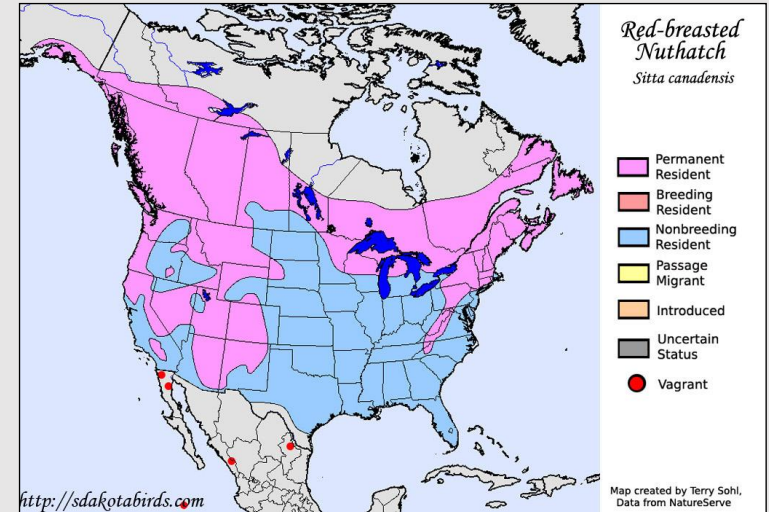 Red-breasted
Nuthatch
Sitta canadensis
Permanent
Resident
Breeding
Resident
Nonbreeding
Resident
Passage
Migrant
Introduced
Uncertain
Status
Vagrant
http://sdakotabirds.com
Map created by Terry Sohl,
Data from NatureServe